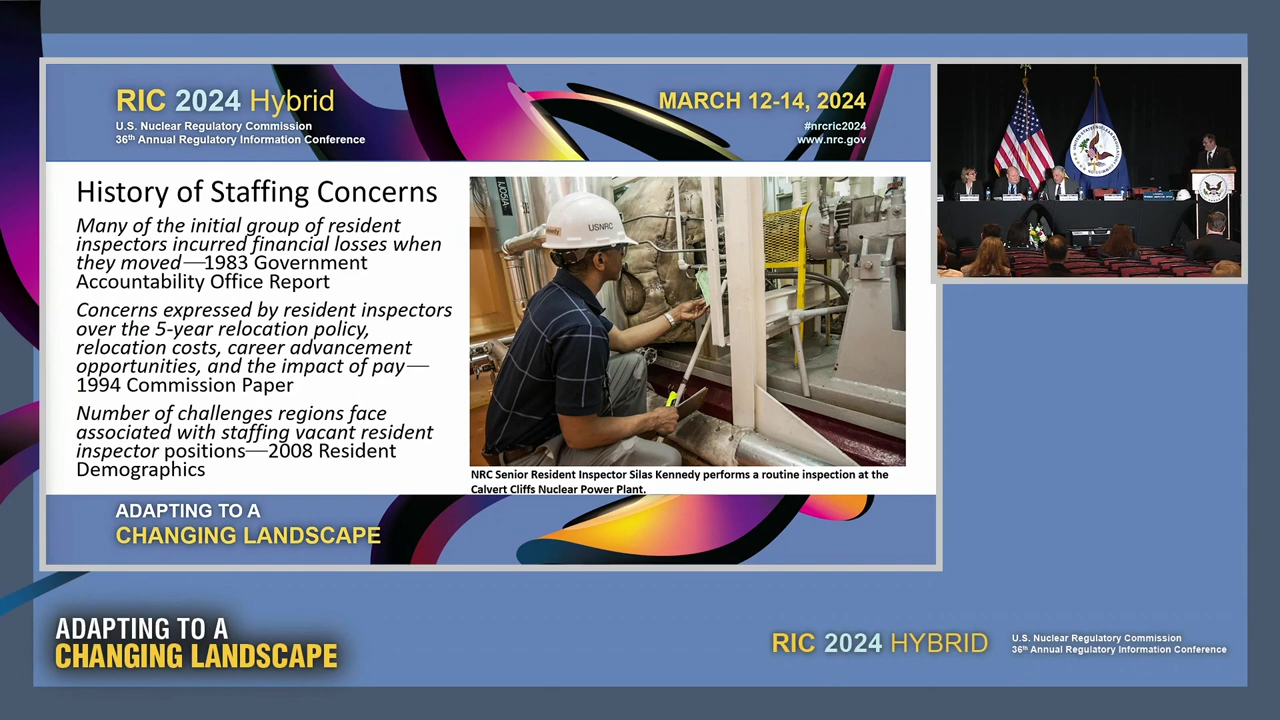 RIC 2024 Hybrid
U.S. Nuclear Regulatory Commission
36th Annual Regulatory Information Conference
MARCH 12-14, 2024
#nrcric2024
www.nrc.gov
History of Staffing Concerns
Many of the initial group of resident
inspectors incurred financial losses when
they moved—1983 Government
Accountability Office Report
Concerns expressed by resident inspectors
over the 5-year relocation policy,
relocation costs, career advancement
opportunities, and the impact of pay—
1994 Commission Paper
Number of challenges regions face
associated with staffing vacant resident
inspector positions—2008 Resident
Demographics
USNRC
NRC Senior Resident Inspector Silas Kennedy performs a routine inspection at the
Calvert Cliffs Nuclear Power Plant.
ADAPTING TO A
CHANGING LANDSCAPE
ADAPTING TO A
CHANGING LANDSCAPE
RIC 2024 HYBRID
U.S. Nuclear Regulatory Commission
36th Annual Regulatory Information Conference